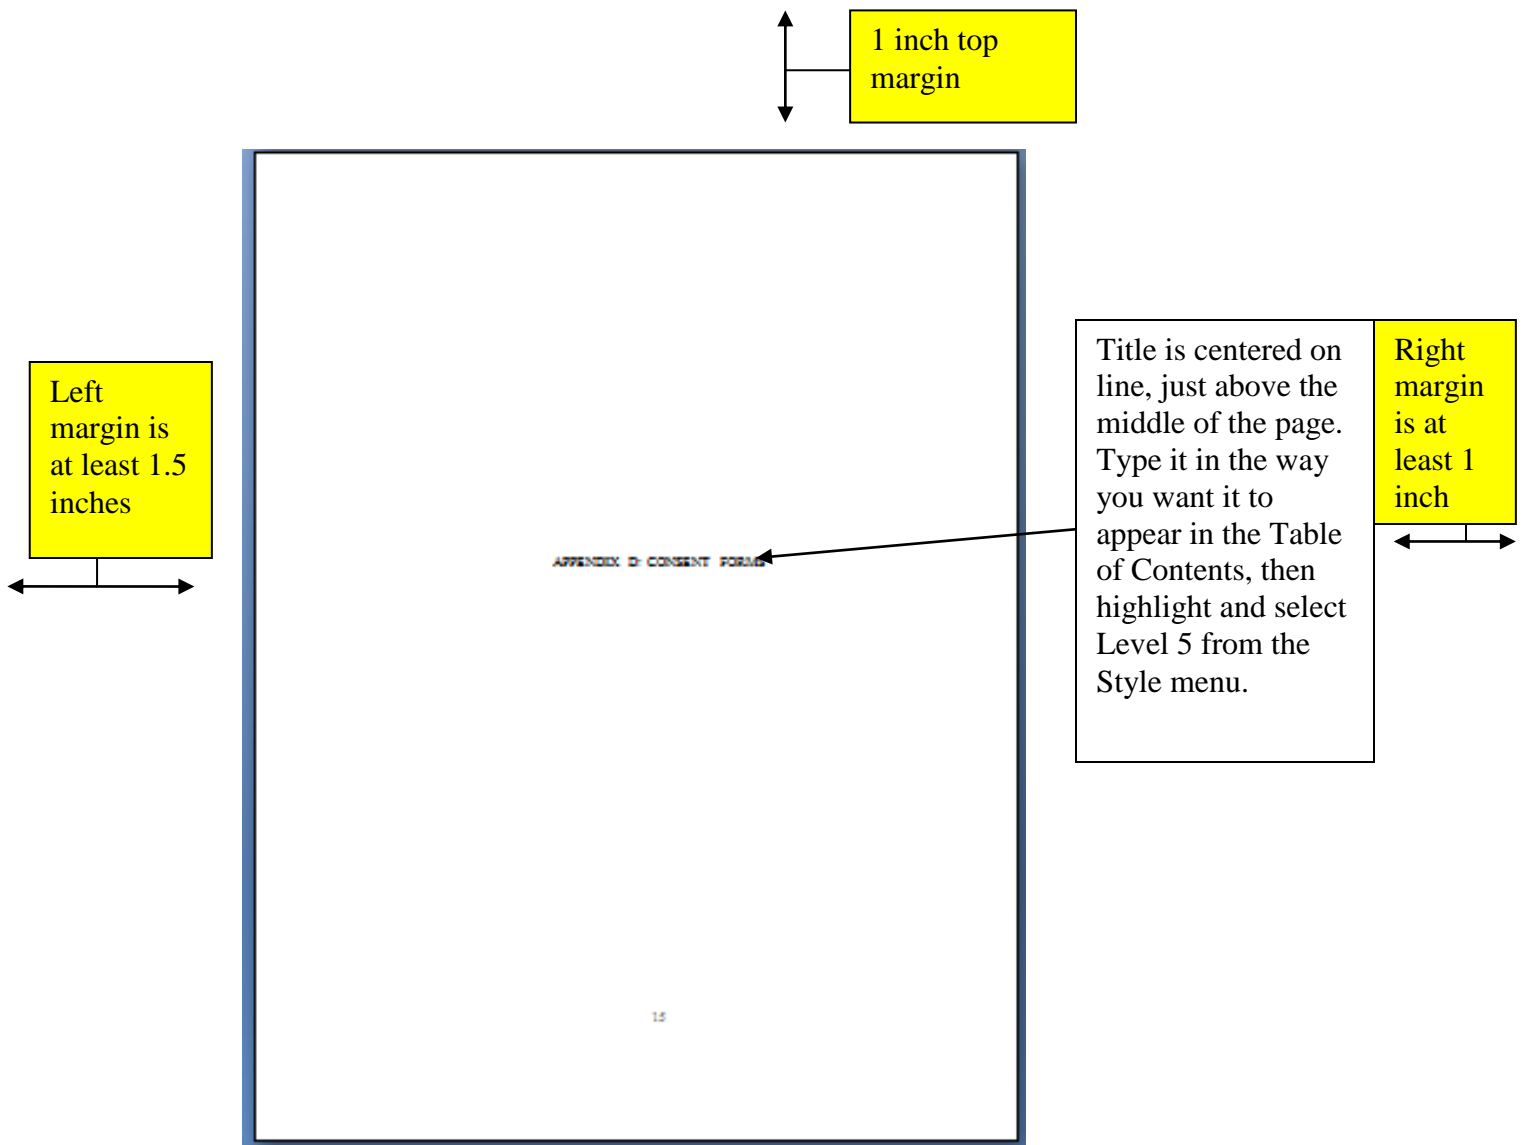 1 inch top
margin
Left
margin is
at least 1.5
inches
Title is centered on
line, just above the
middle of the page.
Type it in the way
you want it to
appear in the Table
of Contents, then
highlight and select
Level 5 from the
Style menu.
Right
margin
is at
least 1
inch
APPENDIX D: CONSENT FORMS
15